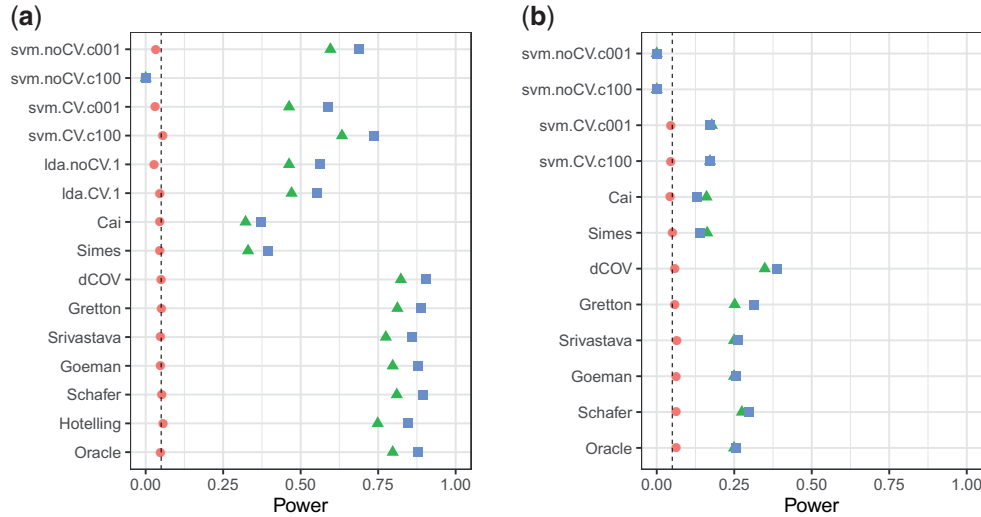 (a)
svm.noCV.c001
svm.noCV.c100
svm.CV.c001
svm.CV.c100
lda.noCV.1
lda.CV.1
Cai
Simes
dCOV
Gretton
Srivastava
Goeman
Schafer
Hotelling
Oracle
0.00 0.25 0.50 0.75 1.00
Power
(b)
svm.noCV.c001
svm.noCV.c100
svm.CV.c001
svm.CV.c100
Cai
Simes
dCOV
Gretton
Srivastava
Goeman
Schafer
Oracle
0.00 0.25 0.50 0.75 1.00
Power